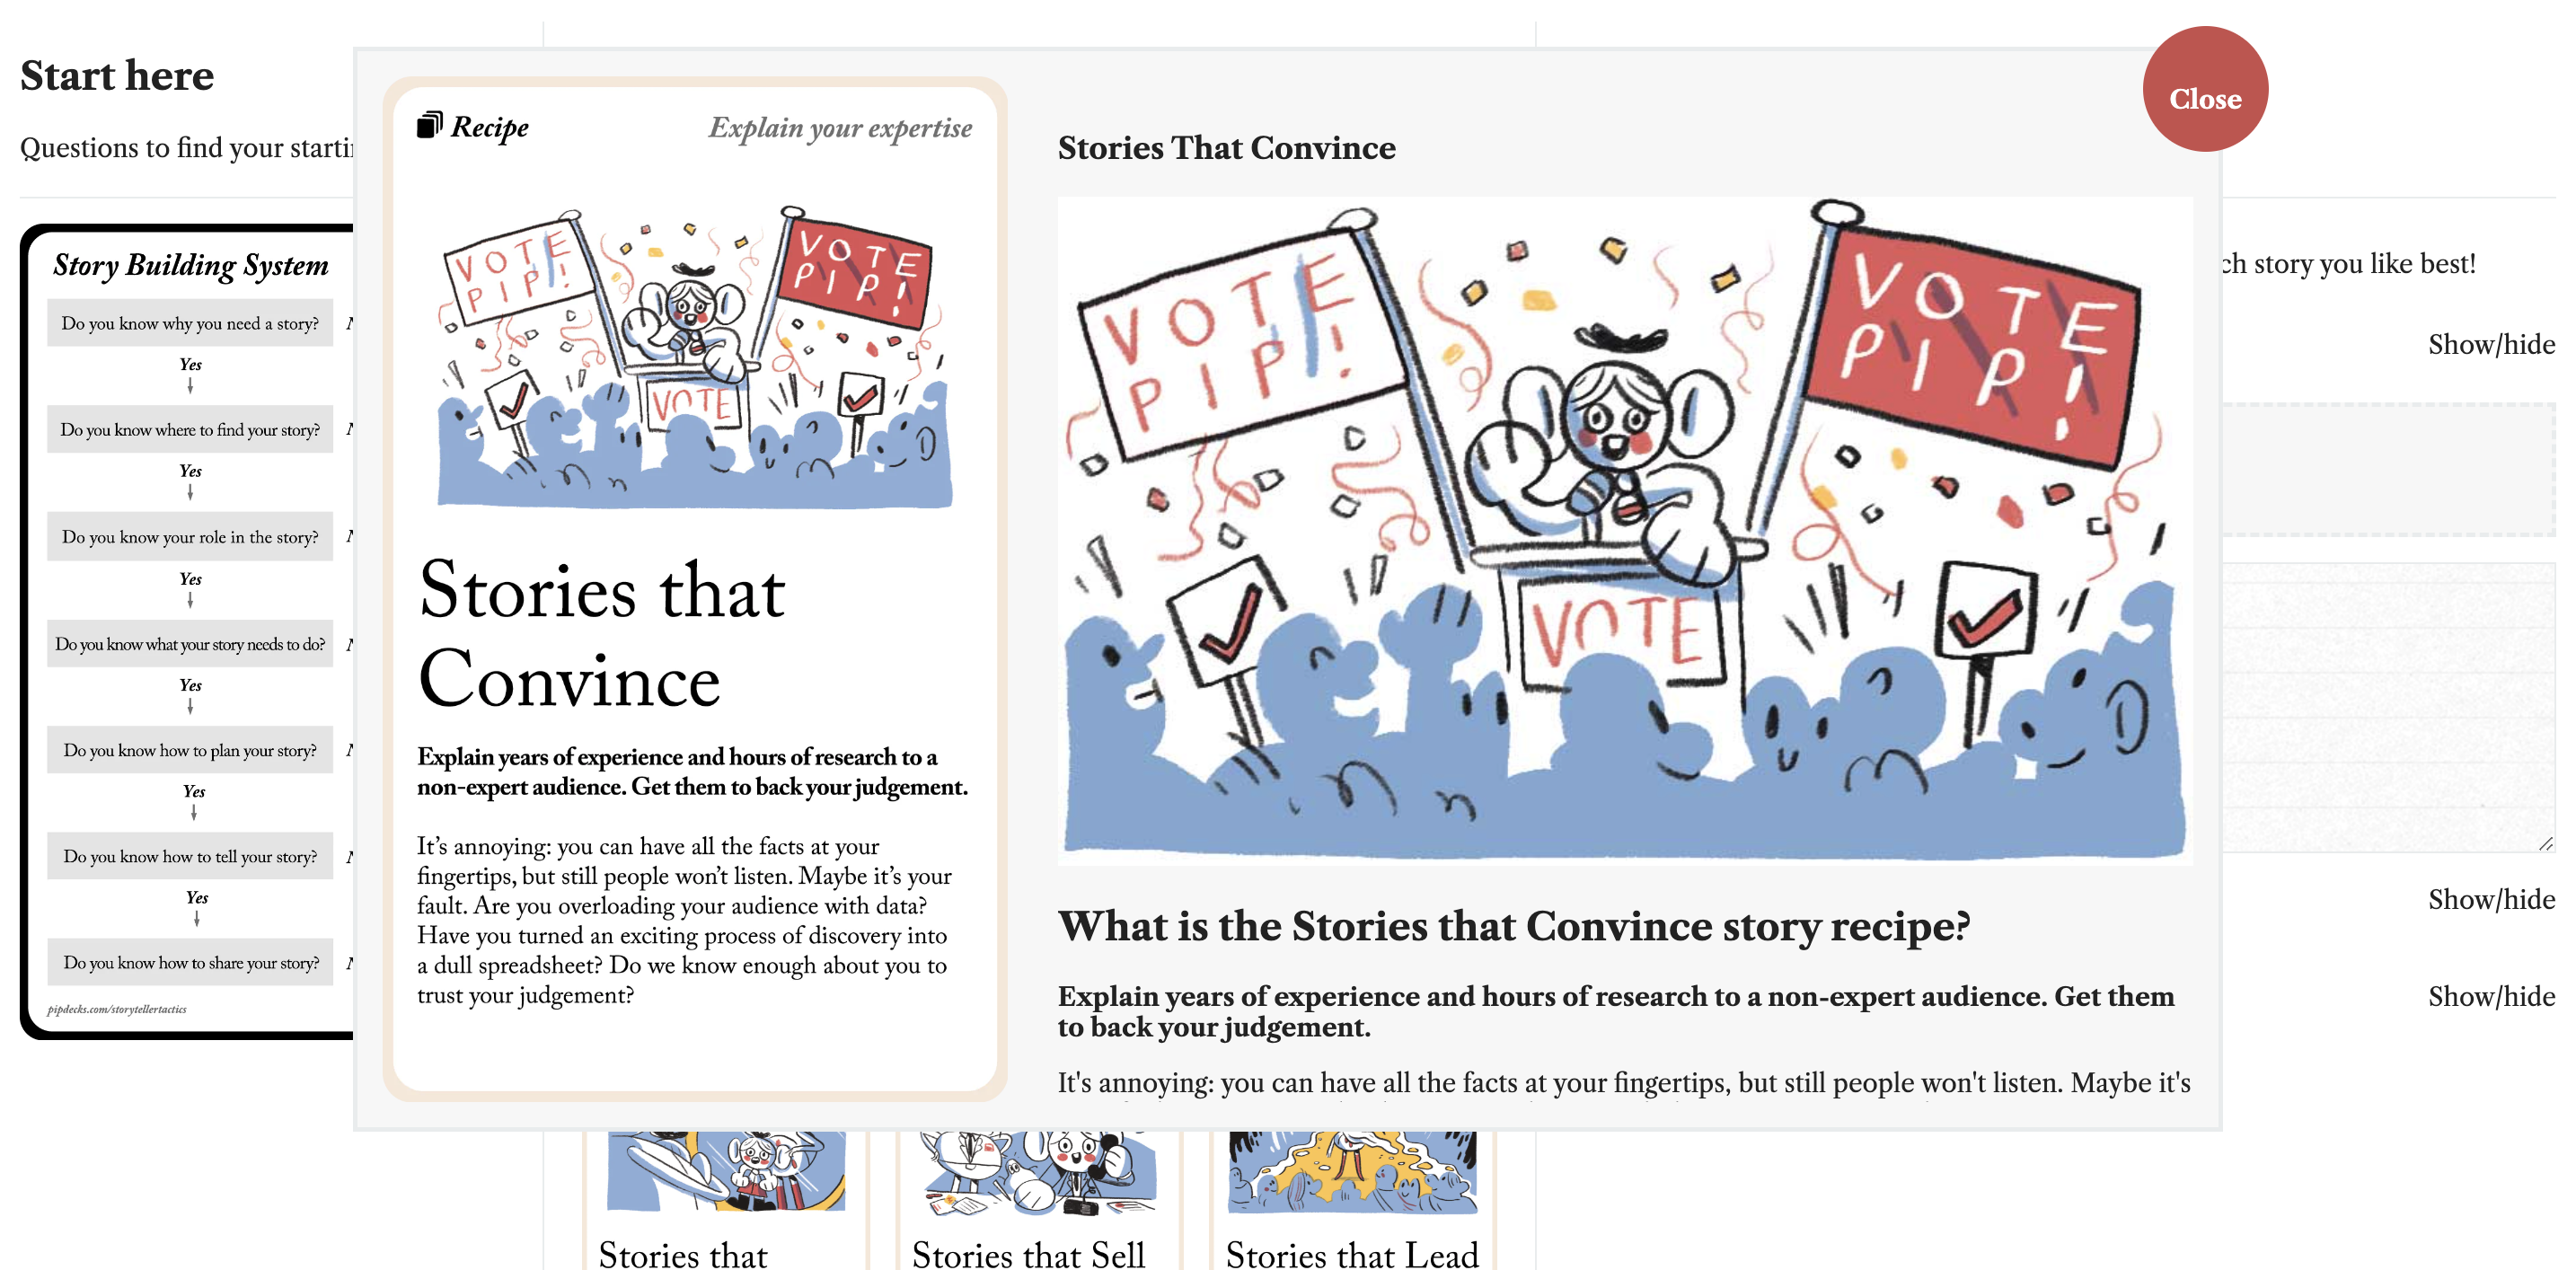 Start here
Questions to find your
Story Building System
Do you know why you need a story?
Yes
Do you know where to find your story?
Yes
Do you know your role in the story?
Yes
Do you know what your story needs to do?
Yes
Do you know how to plan your story?
Yes
Do you know how to tell your story?
Yes
Do you know how to share your story?
pipdecks.com/storytellertactics
Recipe
Explain your expertise
VOTE
PIP!
VOTE
PIP!
VOTE
Stories that
Convince
Explain years of experience and hours of research to a
non-expert audience. Get them to back your judgement.
It’s annoying: you can have all the facts at your
fingertips, but still people won’t listen. Maybe it’s your
fault. Are you overloading your audience with data?
Have you turned an exciting process of discovery into
a dull spreadsheet? Do we know enough about you to
trust your judgement?
Close
Stories That Convince
VOTE
PIP!
VOTE
PIP!
VOTE
What is the Stories that Convince story recipe?
Explain years of experience and hours of research to a non-expert audience. Get them
to back your judgement.
It's annoying: you can have all the facts at your fingertips, but still people won't listen. Maybe it's
story you like best!
Show/hide
Show/hide
Show/hide
Stories that
Stories that Sell
Stories that Lead